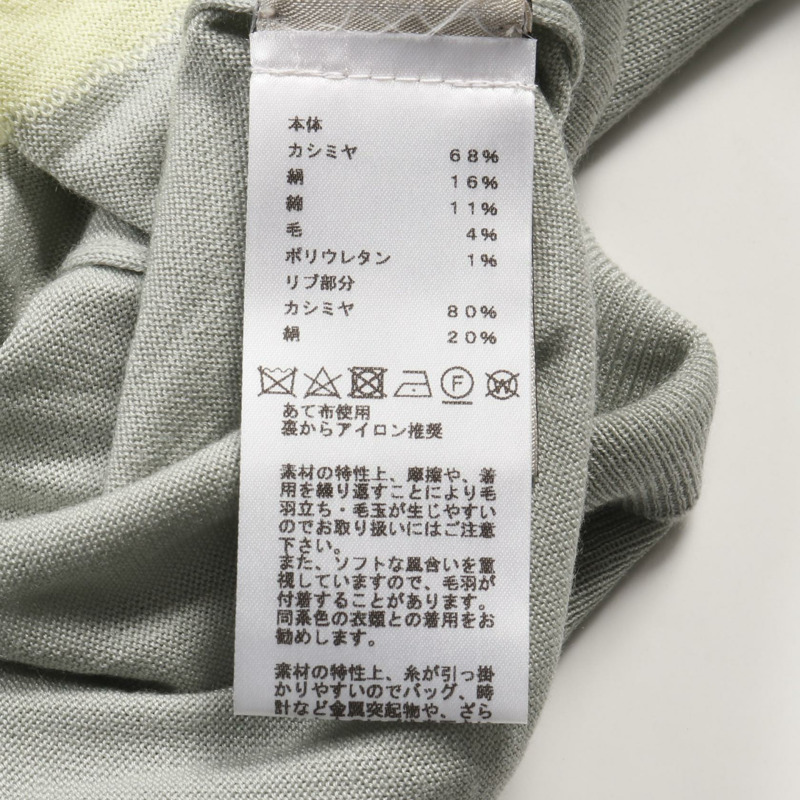 本体
カシミヤ 68%
絹 16%
綿 11%
毛 4%
ポリウレタン 1%
リブ部分
カシミヤ 80%
絹 20%
F W
あて布使用
裏からアイロン推奨
素材の特性上、摩擦や、着
用を繰り返すことにより毛
羽立ち・毛玉が生じやすい
のでお取り扱いにはご注意
下さい。
また、ソフトな風合いを重
視していますので、毛羽が
付着することがあります。
同系色の衣類との着用をお
勧めします。
素材の特性上、糸が引っ掛
かりやすいのでバッグ、時
計など金属突起物や、ざら